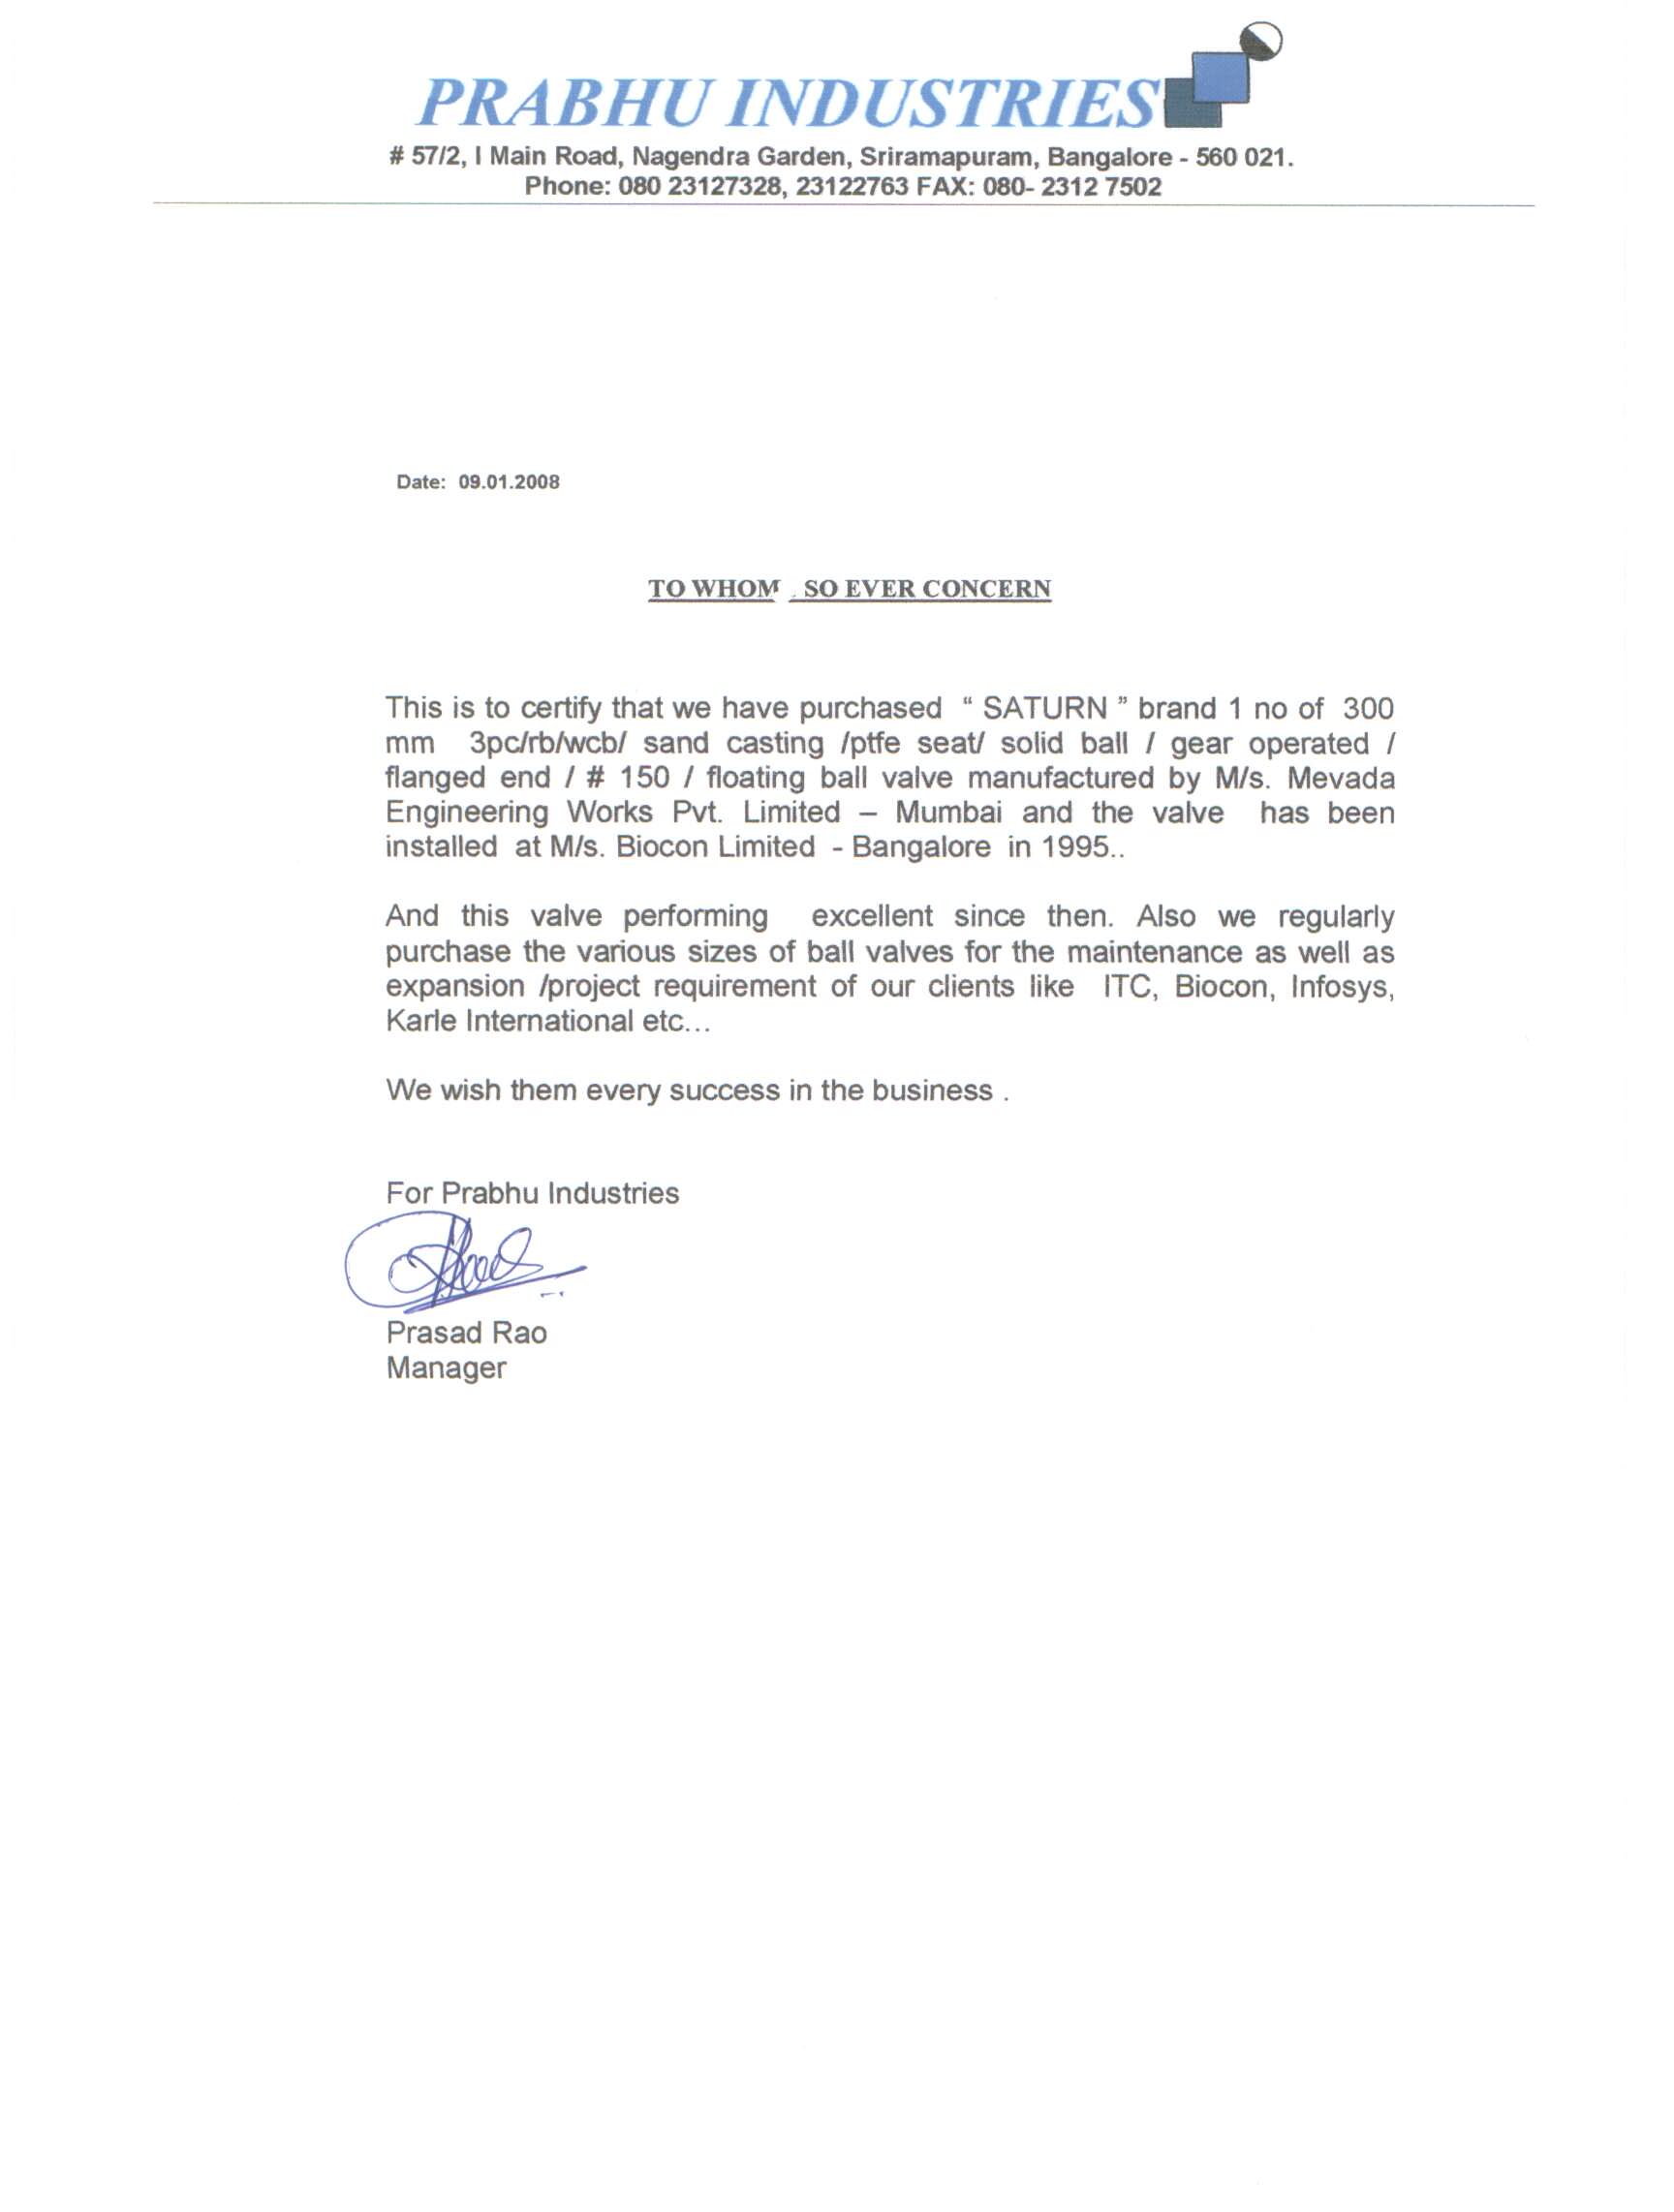 PRABHU INDUSTRIES
# 57/2, I Main Road, Nagendra Garden, Sriramapuram, Bangalore - 560 021.
Phone: 080 23127328, 23122763 FAX: 080- 2312 7502
Date: 09.01.2008
TO WHOM SO EVER CONCERN
This is to certify that we have purchased “ SATURN ” brand 1 no of 300
mm 3pc/rb/wcb/ sand casting /ptfe seat/ solid ball / gear operated /
flanged end / # 150 / floating ball valve manufactured by M/s. Mevada
Engineering Works Pvt. Limited – Mumbai and the valve has been
installed at M/s. Biocon Limited - Bangalore in 1995..
And this valve performing excellent since then. Also we regularly
purchase the various sizes of ball valves for the maintenance as well as
expansion /project requirement of our clients like ITC, Biocon, Infosys,
Karle International etc...
We wish them every success in the business .
For Prabhu Industries
Prasad Rao
Manager